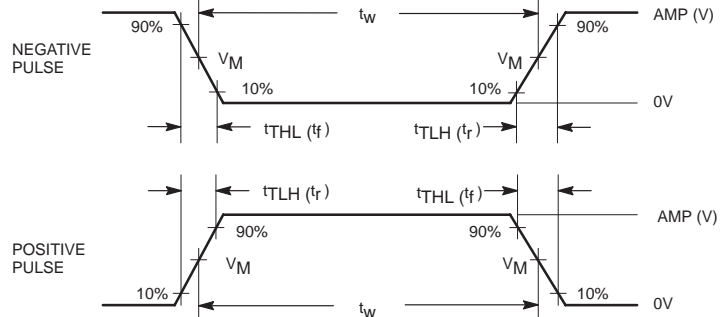 tW AMP (V)
90% 90%
NEGATIVE
PULSE
VM VM
10% 10%
0V
tTHL (tf) tTLH (tr)
tTLH (tr) tTHL (tf)
AMP (V)
90% 90%
POSITIVE
PULSE
VM VM
10% 10%
tw 0V